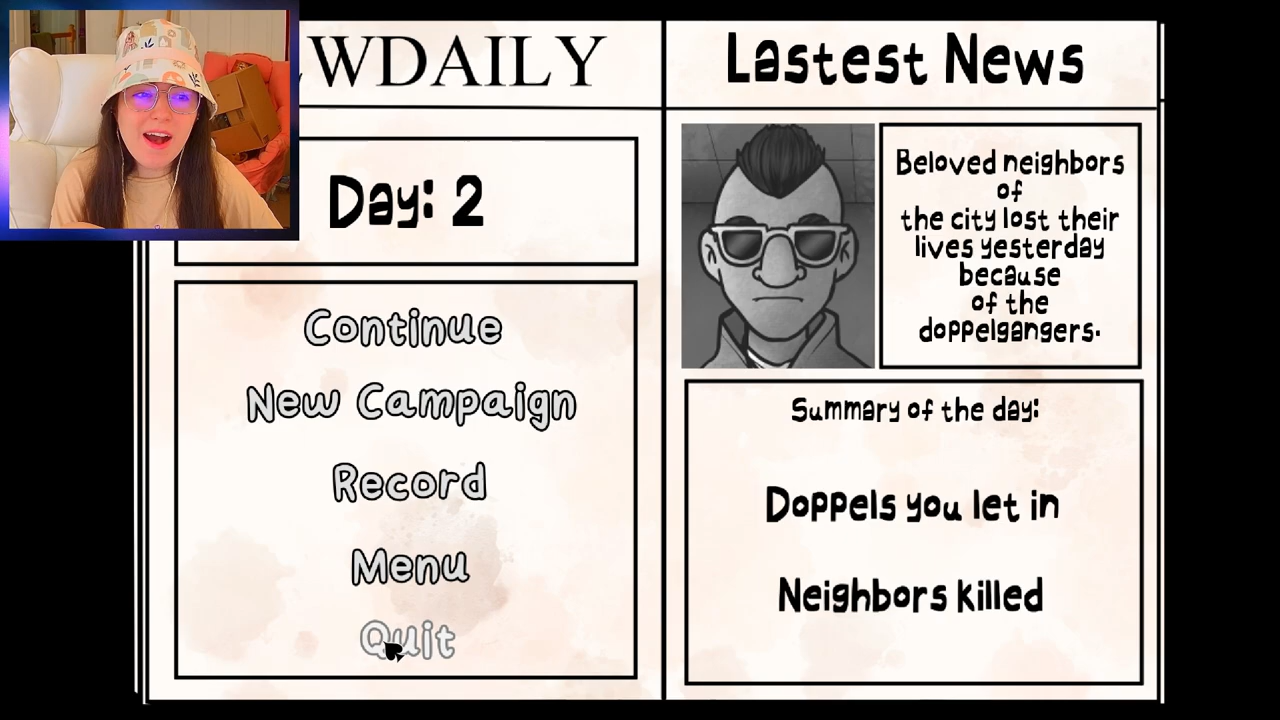 WDAILY
Lastest News
Day: 2
Continue
New Campaign
Record
Menu
Quit
Beloved neighbors
of
the city lost their
lives yesterday
because
of the
doppelgangers.
Summary of the day:
Doppels you let in
Neighbors killed